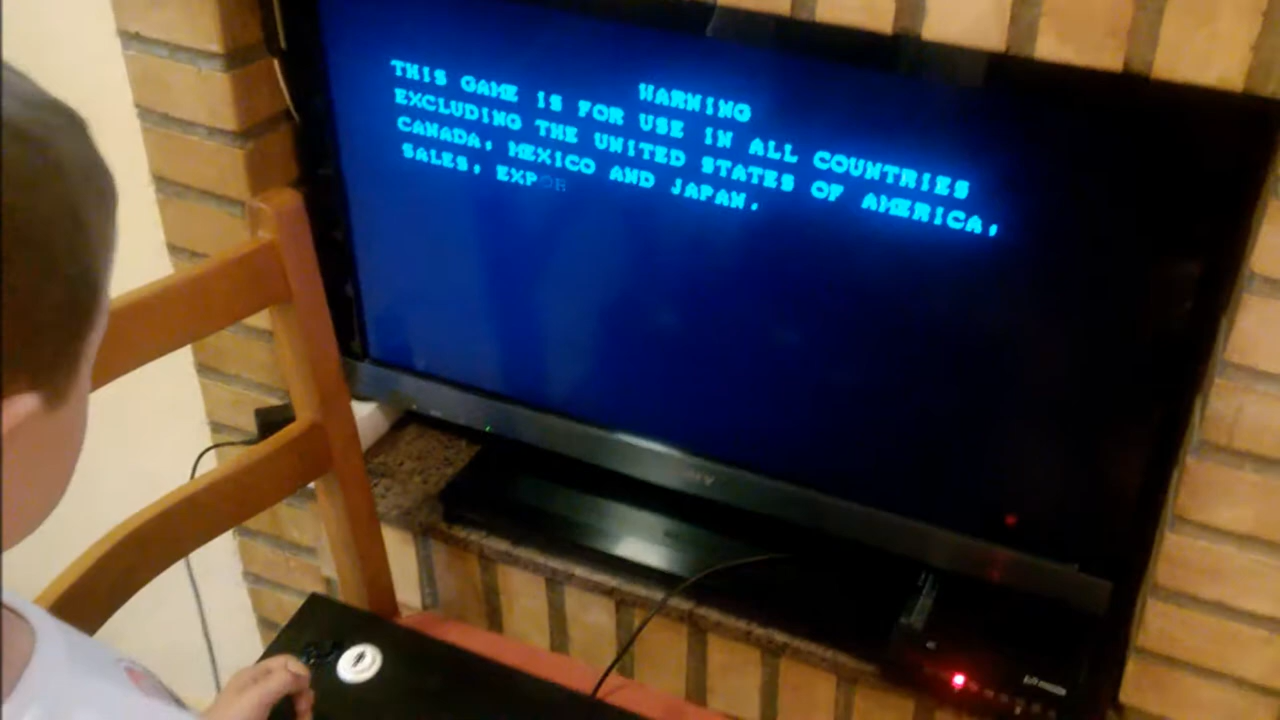 WARNING
THIS GAME IS FOR USE IN ALL COUNTRIES
EXCLUDING THE UNITED STATES OF AMERICA,
CANADA, MEXICO AND JAPAN.
SALES, EXPOR